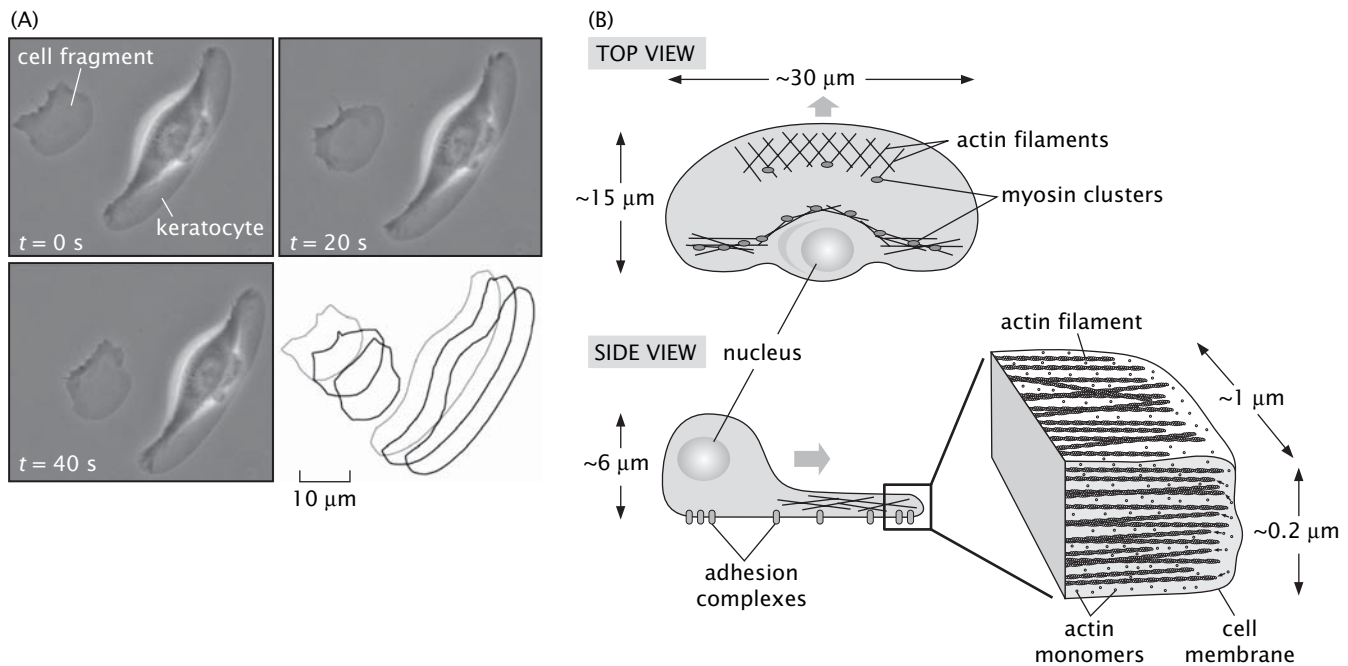 (A)
cell fragment
keratocyte
t = 0 s
t = 20 s
t = 40 s
10 μm
(B)
TOP VIEW
~30 μm
~15 μm
actin filaments
myosin clusters
nucleus
SIDE VIEW
~6 μm
adhesion
complexes
actin filament
~1 μm
~0.2 μm
actin
monomers
cell
membrane